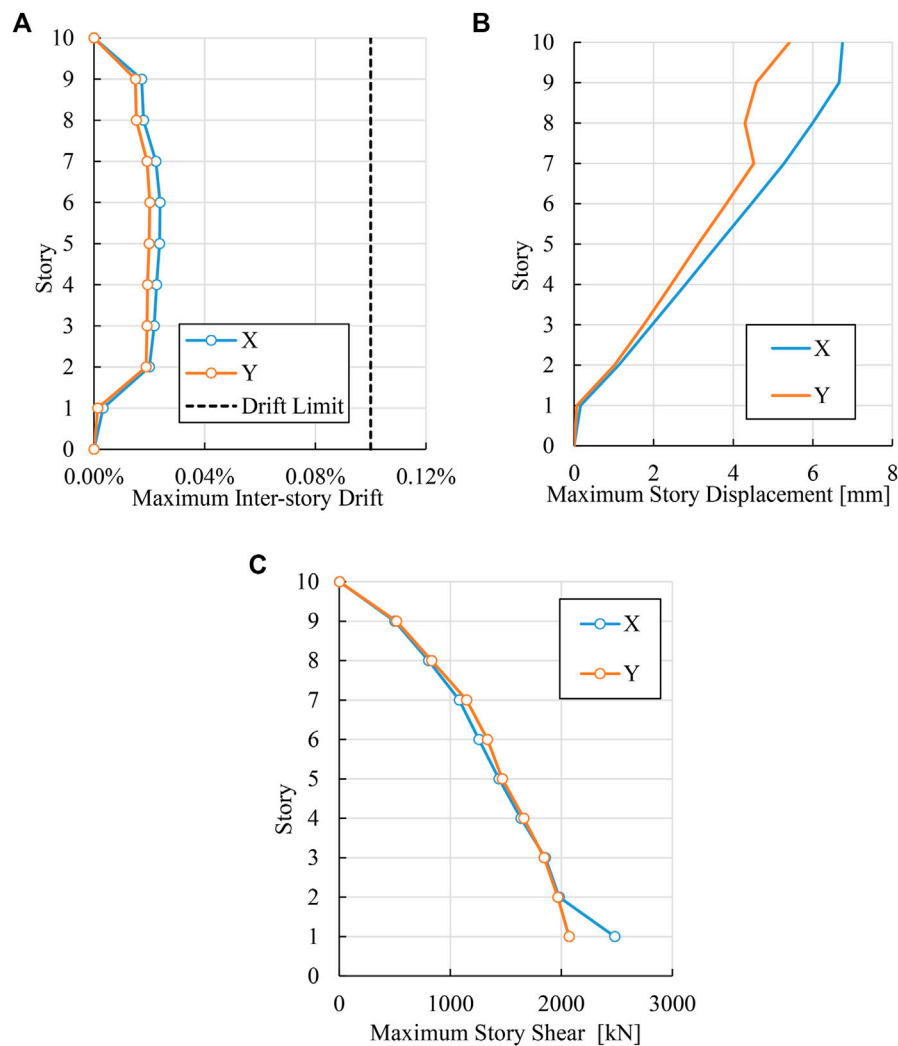 A
10
9
8
7
6
5
4
3
2
1
0
Story
X
Y
Drift Limit
0.00% 0.04% 0.08% 0.12%
Maximum Inter-story Drift
B
10
9
8
7
6
5
4
3
2
1
0
Story
X
Y
0 2 4 6 8
Maximum Story Displacement [mm]
C
10
9
8
7
6
5
4
3
2
1
0
Story
X
Y
0 1000 2000 3000
Maximum Story Shear [kN]